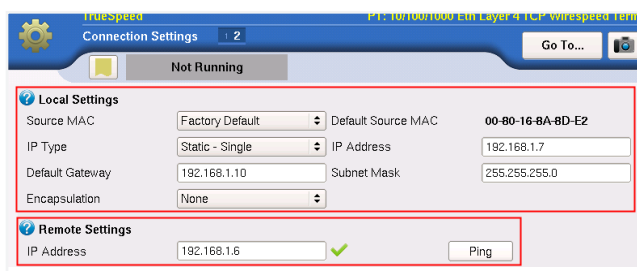 TrueSpeed P1: 10/100/1000 Eth Layer 4 TCP Wirespeed Term
Connection Settings : 2
Go To...
Not Running
Local Settings
Source MAC Factory Default Default Source MAC 00-80-16-8A-8D-E2
IP Type Static - Single IP Address 192.168.1.7
Default Gateway 192.168.1.10 Subnet Mask 255.255.255.0
Encapsulation None
Remote Settings
IP Address 192.168.1.6 Ping